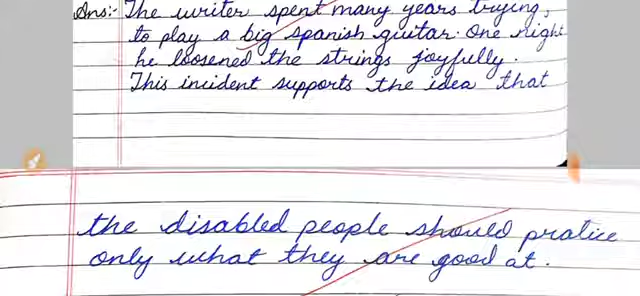 Ans:- The writer spent many years trying,
to play a big spanish guitar. One night
he loosened the strings joyfully.
This incident supports the idea that
the disabled people should pratice
only what they are good at.